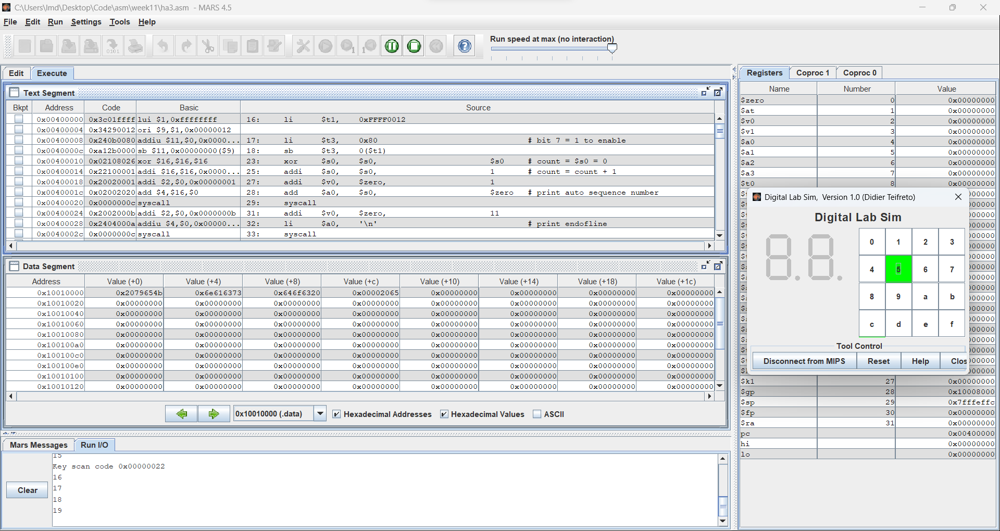 C:\Users\lmd\Desktop\Code\asm\week11\ha3.asm - MARS 4.5
File Edit Run Settings Tools Help
Run speed at max (no interaction)
Edit Execute
Text Segment
Bkpt Address Code Basic Source
0x00400000 0x3c01ffff lui $1,0xffffffff 16: li $t1, 0xFFFF0012
0x00400004 0x34290012 ori $9,$1,0x00000012
0x00400008 0x240b0080 addiu $11,$0,0x0000... 17: li $t3, 0x80 # bit 7 = 1 to enable
0x0040000c 0xa12b0000 sb $11,0x00000000($9) 18: sb $t3, 0($t1)
0x00400010 0x02108026 xor $16,$16,$16 23: xor $s0, $s0, $s0 # count = $s0 = 0
0x00400014 0x22100001 addi $16,$16,0x0000... 25: addi $s0, $s0, 1 # count = count + 1
0x00400018 0x20020001 addi $2,$0,0x00000001 27: addi $v0, $zero, 1
0x0040001c 0x02002020 add $4,$16,$0 28: add $a0, $s0, $zero # print auto sequence number
0x00400020 0x0000000c syscall 29: syscall
0x00400024 0x2002000b addi $2,$0,0x0000000b 31: addi $v0, $zero, 11
0x00400028 0x2404000a addiu $4,$0,0x00000... 32: li $a0, '\n' # print endofline
0x0040002c 0x0000000c syscall 33: syscall
Data Segment
Address Value (+0) Value (+4) Value (+8) Value (+c) Value (+10) Value (+14) Value (+18) Value (+1c)
0x10010000 0x2079654b 0x6e616373 0x646f6320 0x00002065 0x00000000 0x00000000 0x00000000 0x00000000
0x10010020 0x00000000 0x00000000 0x00000000 0x00000000 0x00000000 0x00000000 0x00000000 0x00000000
0x10010040 0x00000000 0x00000000 0x00000000 0x00000000 0x00000000 0x00000000 0x00000000 0x00000000
0x10010060 0x00000000 0x00000000 0x00000000 0x00000000 0x00000000 0x00000000 0x00000000 0x00000000
0x10010080 0x00000000 0x00000000 0x00000000 0x00000000 0x00000000 0x00000000 0x00000000 0x00000000
0x100100a0 0x00000000 0x00000000 0x00000000 0x00000000 0x00000000 0x00000000 0x00000000 0x00000000
0x100100c0 0x00000000 0x00000000 0x00000000 0x00000000 0x00000000 0x00000000 0x00000000 0x00000000
0x100100e0 0x00000000 0x00000000 0x00000000 0x00000000 0x00000000 0x00000000 0x00000000 0x00000000
0x10010100 0x00000000 0x00000000 0x00000000 0x00000000 0x00000000 0x00000000 0x00000000 0x00000000
0x10010120 0x00000000 0x00000000 0x00000000 0x00000000 0x00000000 0x00000000 0x00000000 0x00000000
0x10010000 (.data) Hexadecimal Addresses Hexadecimal Values ASCII
Mars Messages Run I/O
Clear
15
Key scan code 0x00000022
16
17
18
19
Registers Coproc 1 Coproc 0
Name Number Value
$zero 0 0x00000000
$at 1 0x00000000
$v0 2 0x00000000
$v1 3 0x00000000
$a0 4 0x00000000
$a1 5 0x00000000
$a2 6 0x00000000
$a3 7 0x00000000
$t0 8 0x00000000
$k1 27 0x00000000
$gp 28 0x10008000
$sp 29 0x7fffeffc
$fp 30 0x00000000
$ra 31 0x00000000
pc 0x00400000
hi 0x00000000
lo 0x00000000
Digital Lab Sim, Version 1.0 (Didier Teifreto)
Digital Lab Sim
0 1 2 3
4 5 6 7
8 9 a b
c d e f
Tool Control
Disconnect from MIPS Reset Help Clos